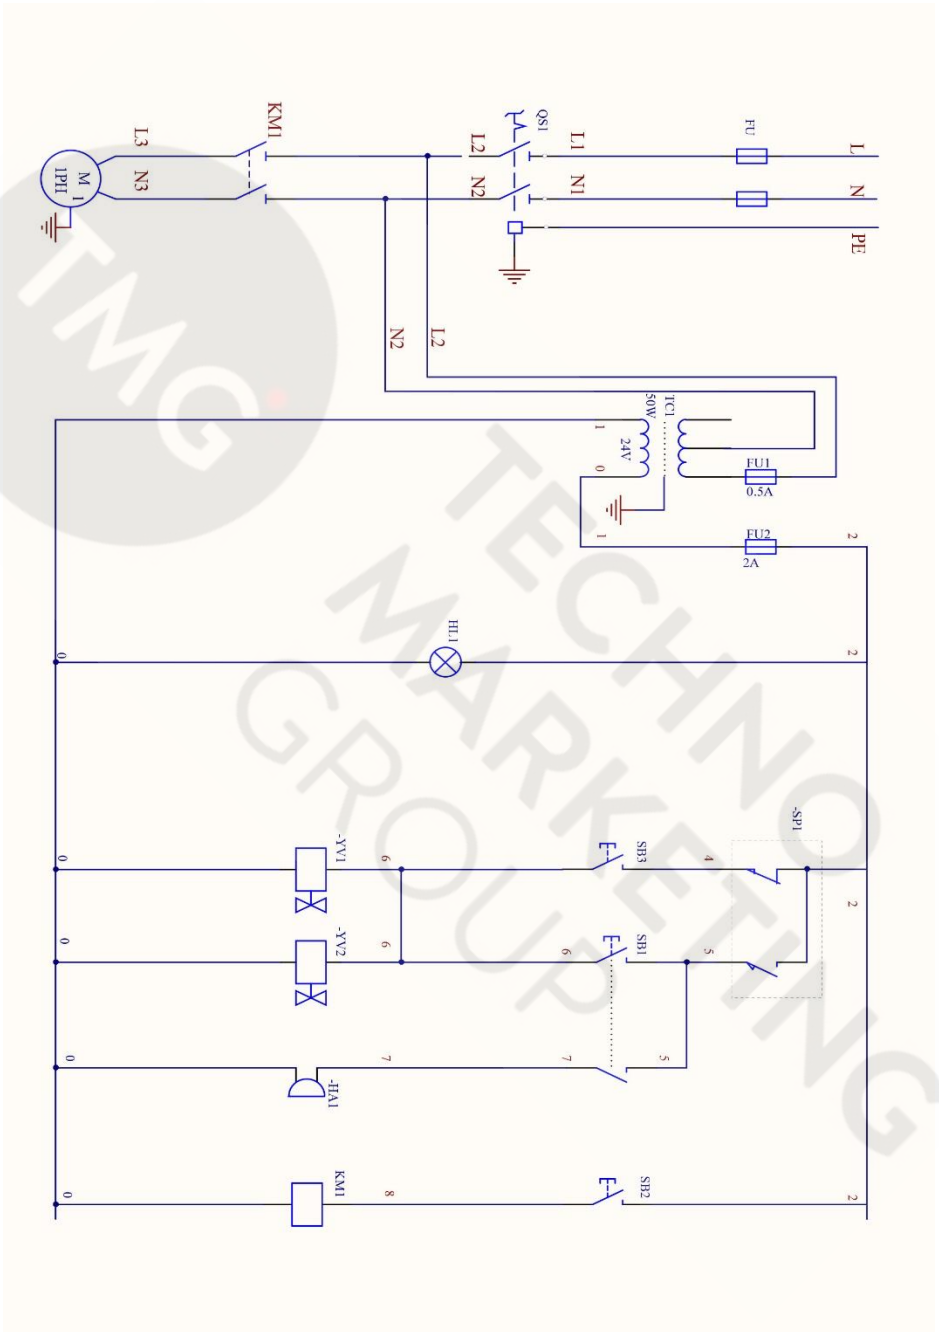 L
N
PE
FU
QS1
L1
N1
L2
N2
KM1
L3
N3
M 1
1PH
L2
N2
TC1
50W
24V
1
0
1
FU1
0.5A
FU2
2A
2
HL1
0
2
-SP1
SB3
4
-YV1
6
0
2
SB1
5
6
-YV2
6
0
5
7
7
-HA1
0
SB2
2
8
KM1
0
TMG
TECHNO
MARKETING
GROUP